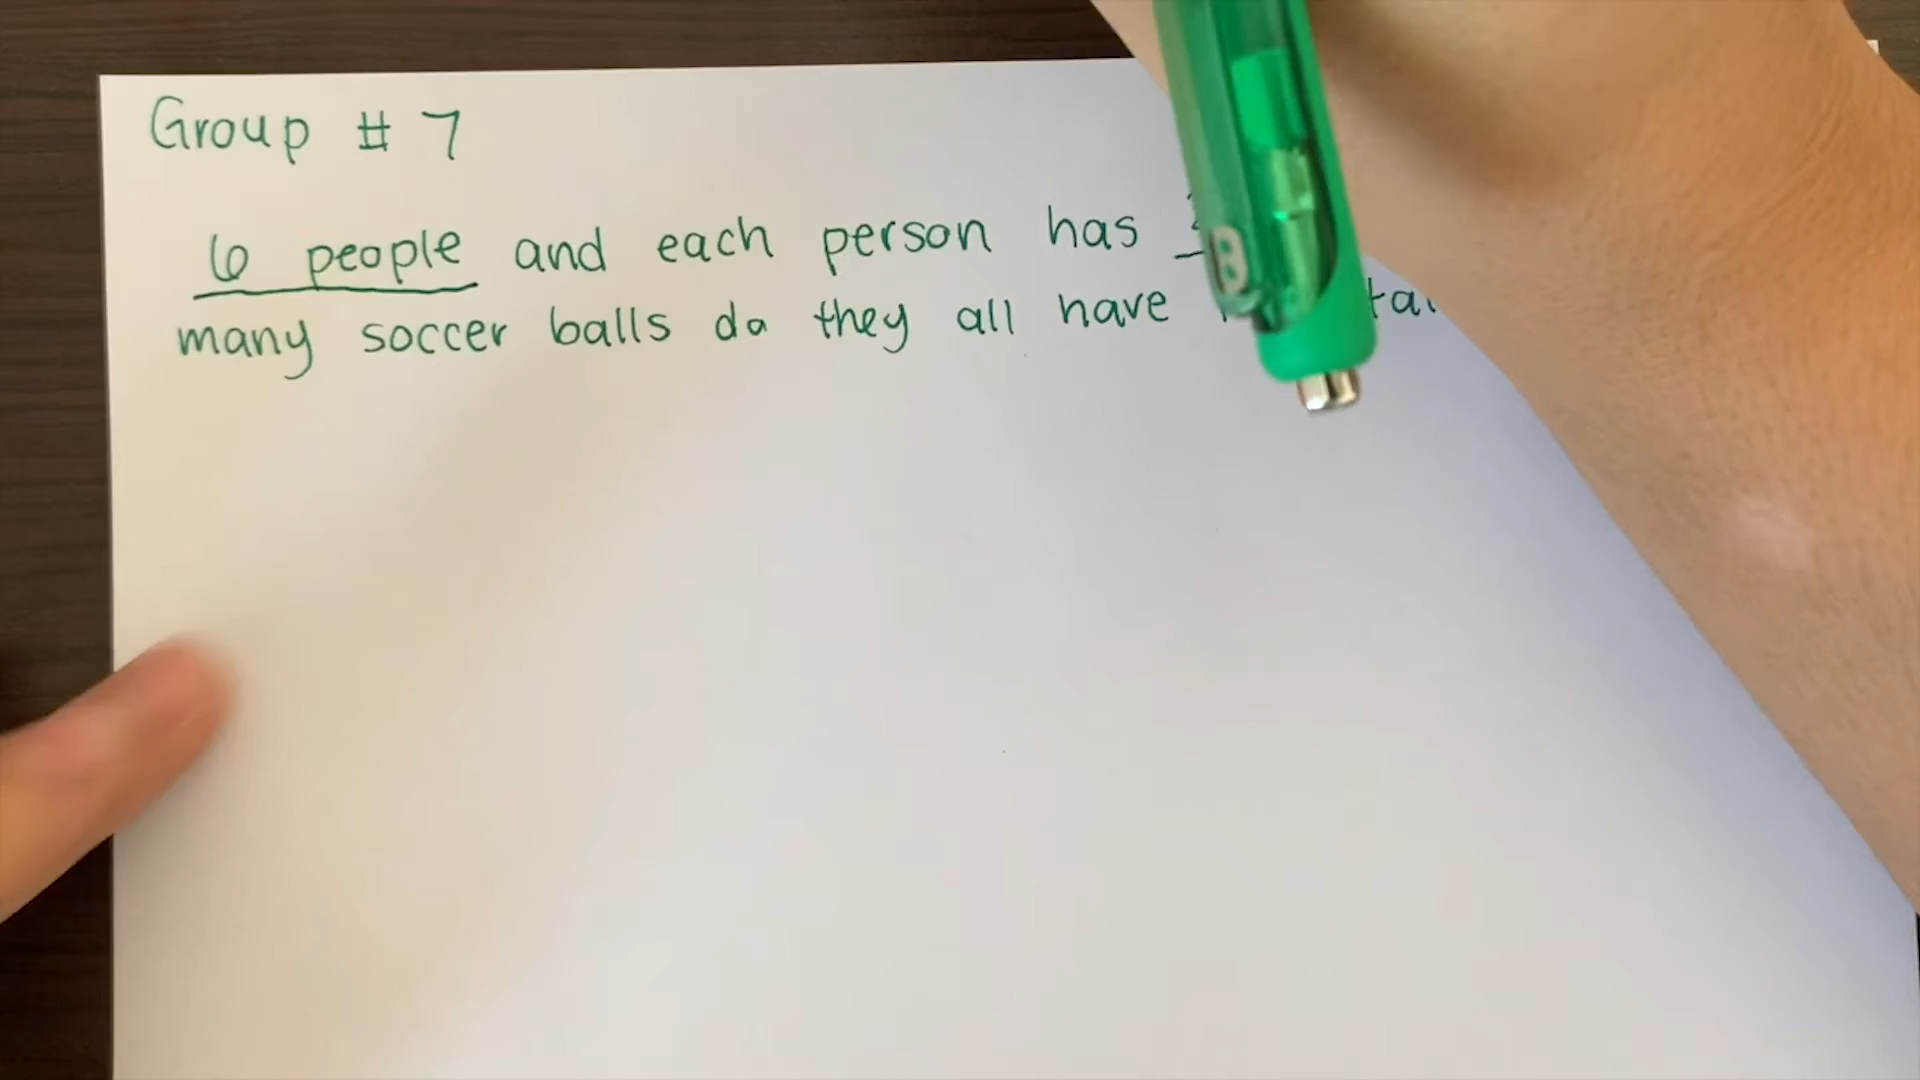 Group # 7
6 people and each person has
many soccer balls do they all have
B